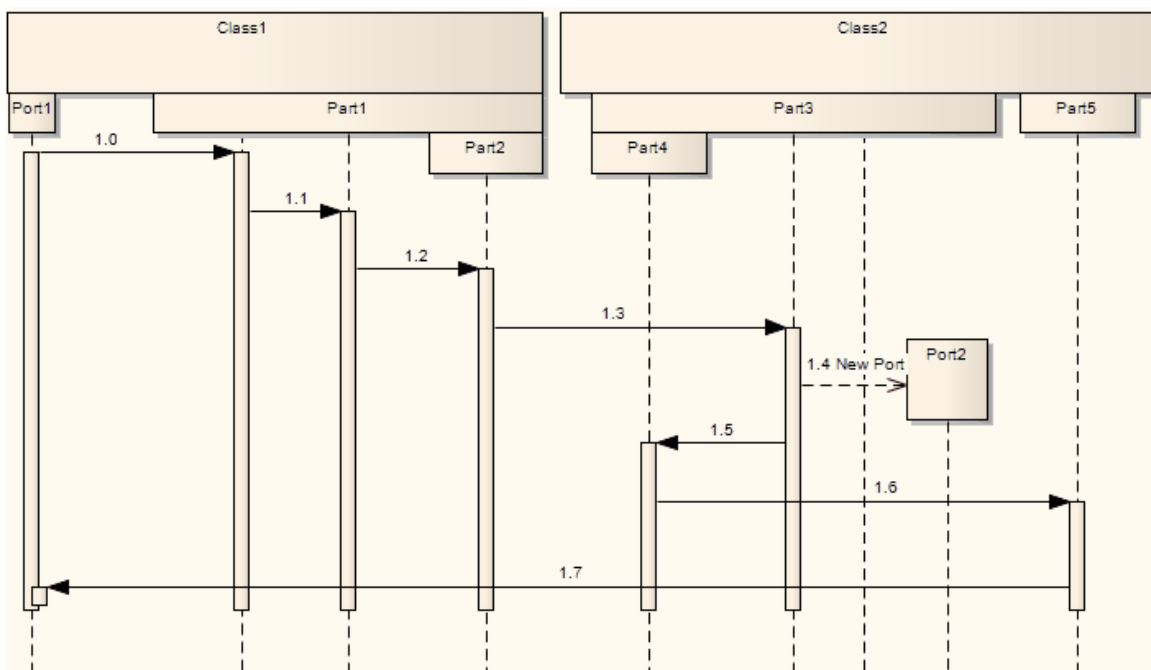 Class1
Class2
Port1
Part1
Part3
Part5
Part2
Part4
1.0
1.1
1.2
1.3
Port2
1.4 New Port
1.5
1.6
1.7